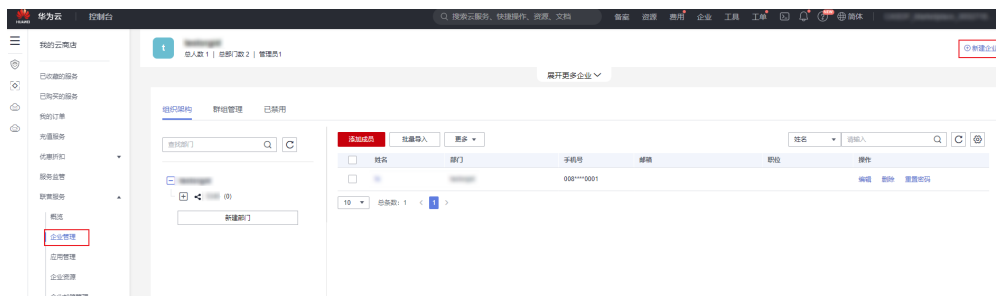 HUAWEI 华为云 控制台 搜索云服务、快捷操作、资源、文档 备案 资源 费用 企业 工具 工单 简体
我的云商店
已收藏的服务
已购买的服务
我的订单
充值服务
优惠折扣
服务监管
联营服务
概览
企业管理
应用管理
企业资源
t
总人数 1 | 总部门数 2 | 管理员1
新建企业
展开更多企业
组织架构 群组管理 已禁用
查找部门
(0)
新建部门
添加成员 批量导入 更多 姓名 请输入
姓名 部门 手机号 邮箱 职位 操作
008****0001 编辑 删除 重置密码
10 总条数: 1 < 1 >